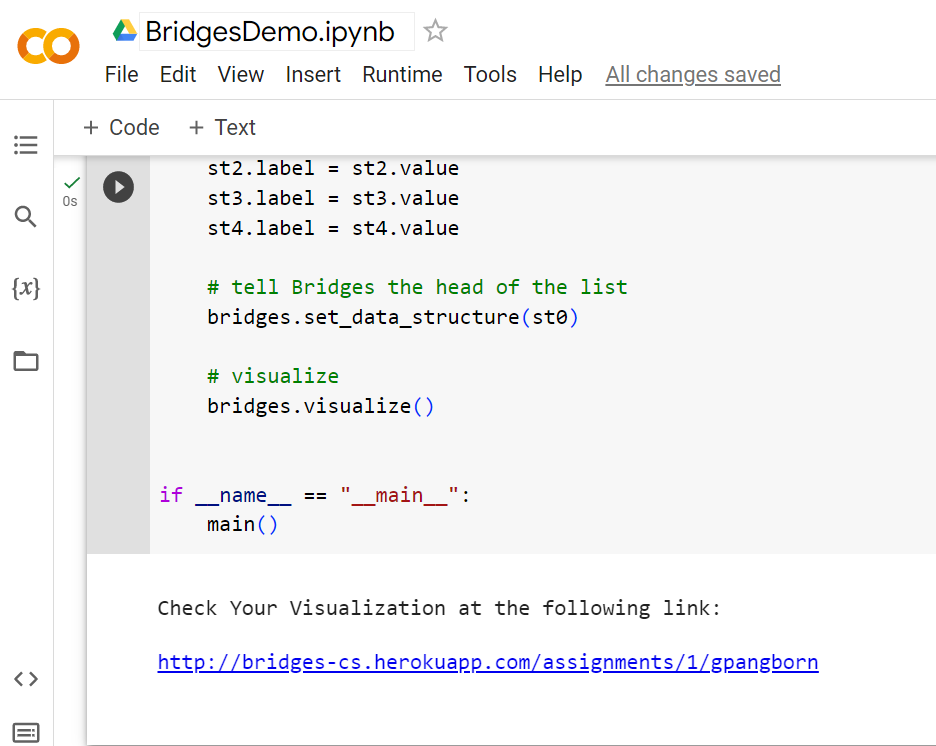 BridgesDemo.ipynb
File Edit View Insert Runtime Tools Help All changes saved
+ Code + Text
st2.label = st2.value
0s
st3.label = st3.value
st4.label = st4.value
# tell Bridges the head of the list
bridges.set_data_structure(st0)
{x}
# visualize
bridges.visualize()
if __name__ == "__main__":
main()
Check Your Visualization at the following link:
http://bridges-cs.herokuapp.com/assignments/1/gpangborn